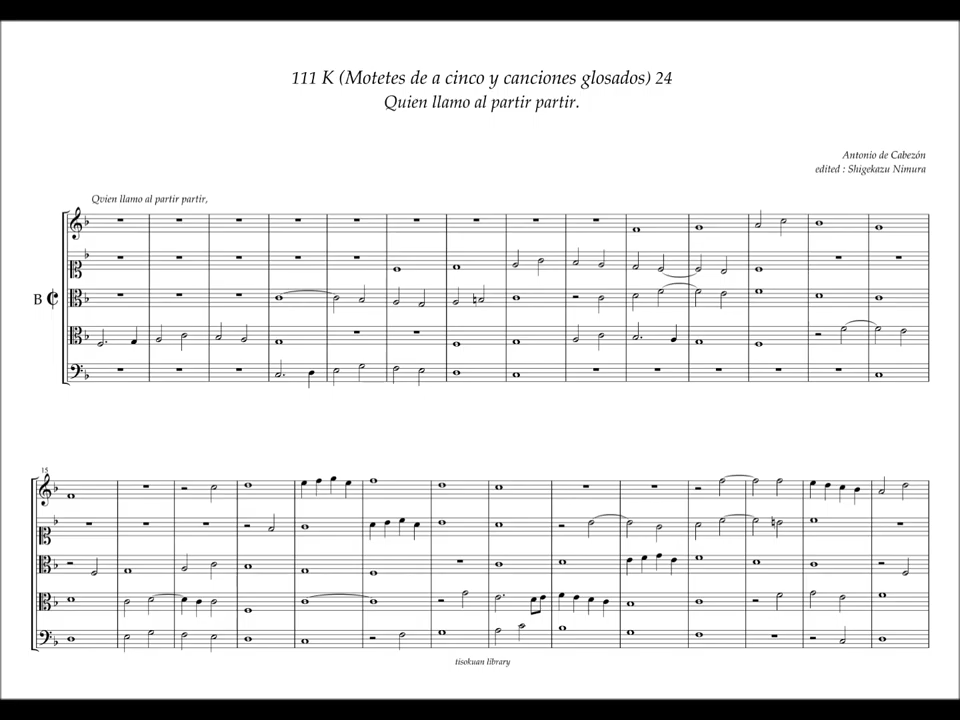 111 K (Motetes de a cinco y canciones glosados) 24
Quien llamo al partir partir.
Antonio de Cabezón
edited : Shigekazu Nimura
Qvien llamo al partir partir,
B
15
tisokuan library